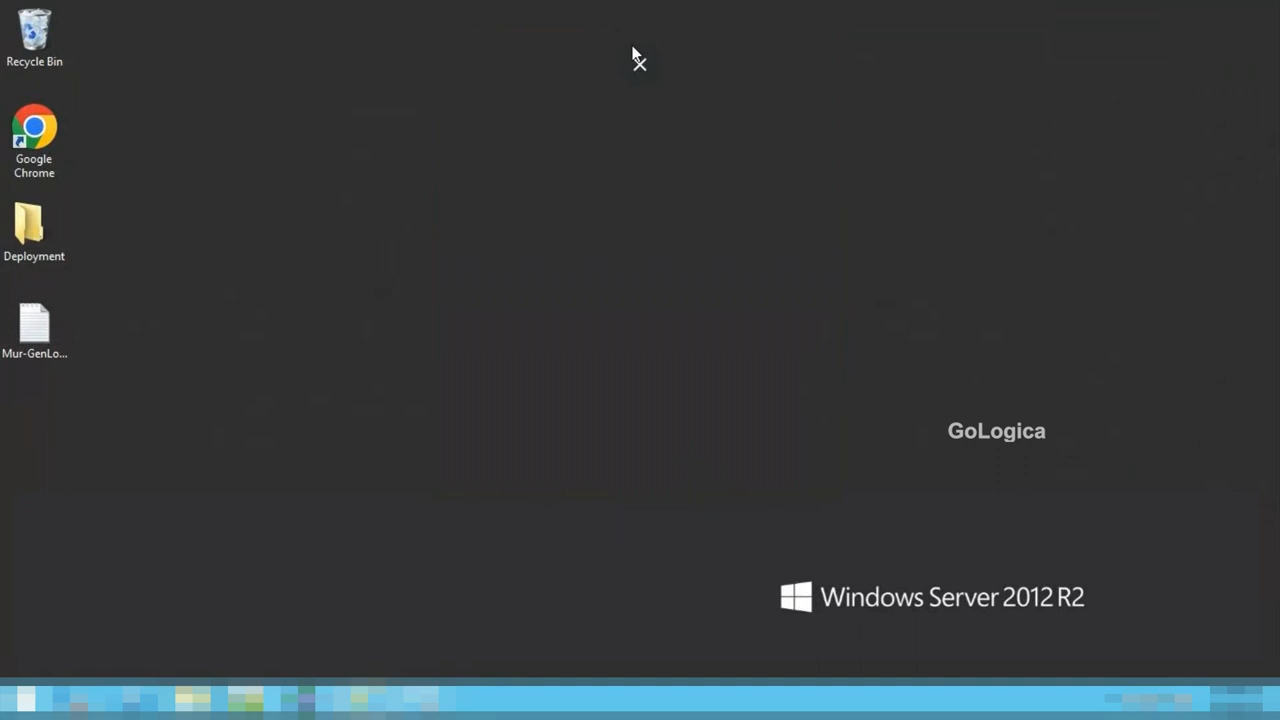 Recycle Bin
Google
Chrome
Deployment
Mur-GenLo...
GoLogica
Windows Server 2012 R2